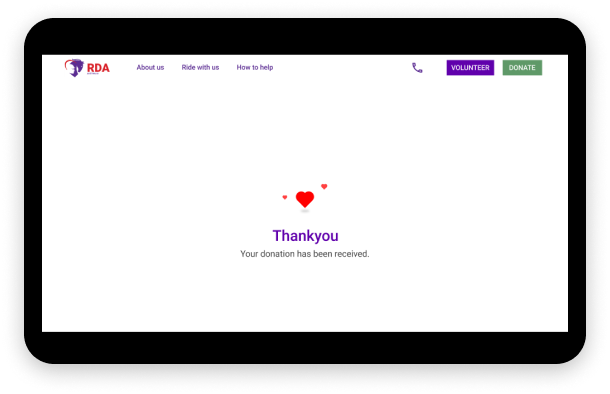 RDA
About us
Ride with us
How to help
VOLUNTEER
DONATE
Thankyou
Your donation has been received.